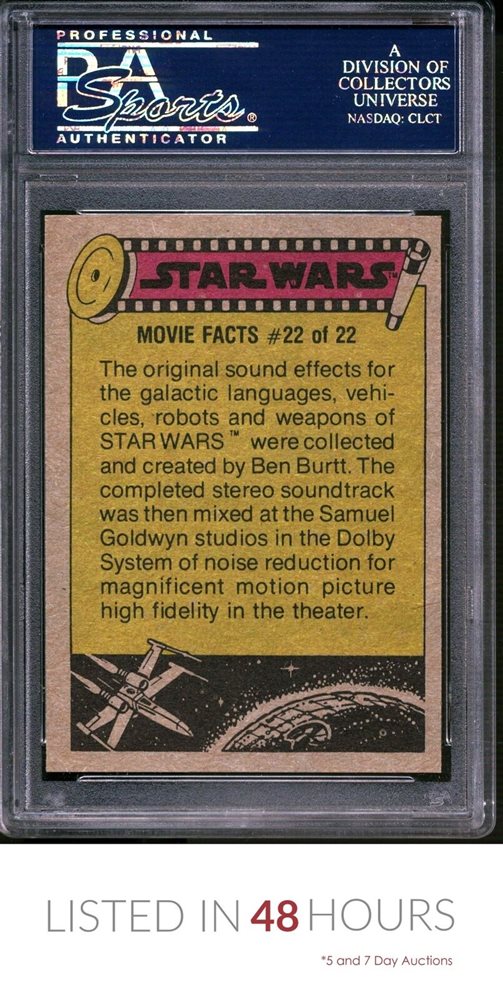 PROFESSIONAL
PSA
Sports®
AUTHENTICATOR
A
DIVISION OF
COLLECTORS
UNIVERSE
NASDAQ: CLCT
STAR WARS™
MOVIE FACTS #22 of 22
The original sound effects for
the galactic languages, vehi-
cles, robots and weapons of
STAR WARS™ were collected
and created by Ben Burtt. The
completed stereo soundtrack
was then mixed at the Samuel
Goldwyn studios in the Dolby
System of noise reduction for
magnificent motion picture
high fidelity in the theater.
LISTED IN 48 HOURS
*5 and 7 Day Auctions